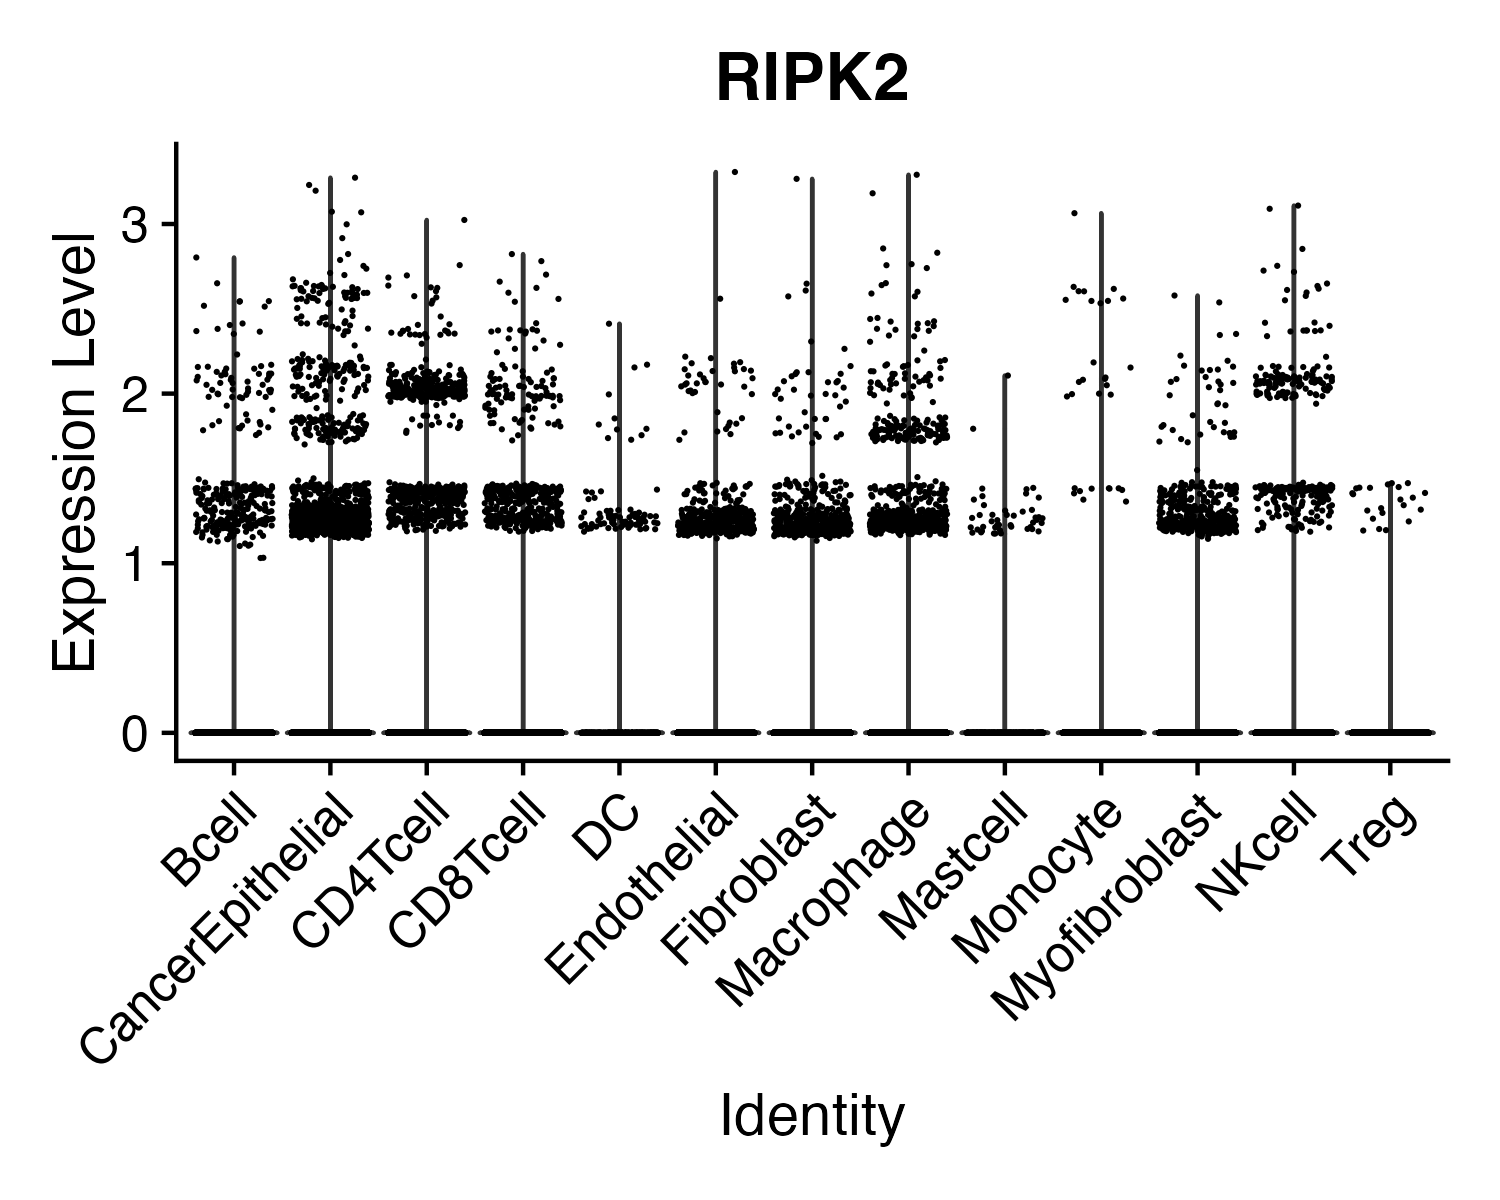 RIPK2
Expression Level
3
2
1
0
Bcell
CancerEpithelial
CD4Tcell
CD8Tcell
DC
Endothelial
Fibroblast
Macrophage
Mastcell
Monocyte
Myofibroblast
NKcell
Treg
Identity